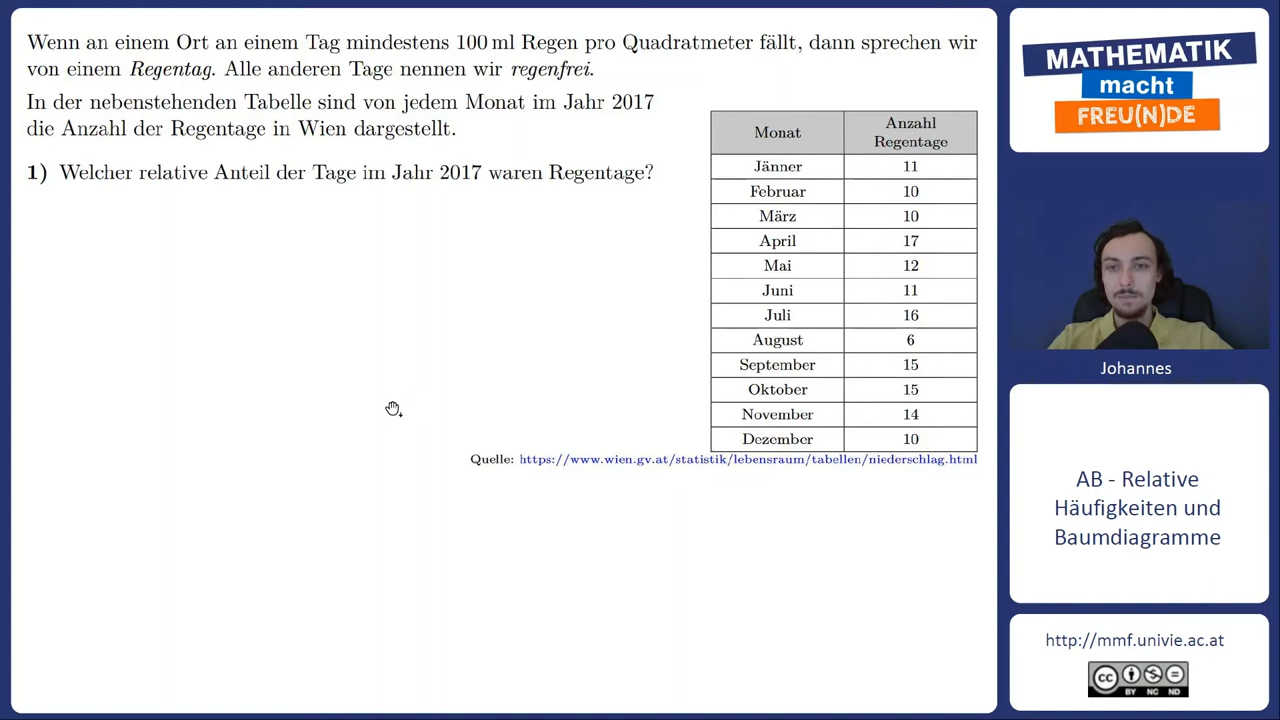 Wenn an einem Ort an einem Tag mindestens 100 ml Regen pro Quadratmeter fällt, dann sprechen wir
von einem Regentag. Alle anderen Tage nennen wir regenfrei.
In der nebenstehenden Tabelle sind von jedem Monat im Jahr 2017
die Anzahl der Regentage in Wien dargestellt.
1) Welcher relative Anteil der Tage im Jahr 2017 waren Regentage?
Monat Anzahl Regentage
Jänner 11
Februar 10
März 10
April 17
Mai 12
Juni 11
Juli 16
August 6
September 15
Oktober 15
November 14
Dezember 10
Quelle: https://www.wien.gv.at/statistik/lebensraum/tabellen/niederschlag.html
MATHEMATIK
macht
FREU(N)DE
Johannes
AB - Relative
Häufigkeiten und
Baumdiagramme
http://mmf.univie.ac.at
cc
BY NC ND